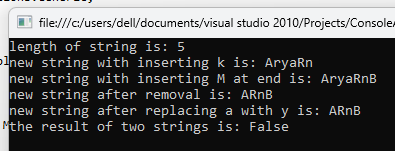 file:///c:/users/dell/documents/visual studio 2010/Projects/ConsoleA
length of string is: 5
new string with inserting k is: AryaRn
new string with inserting M at end is: AryaRnB
new string after removal is: ARnB
new string after replacing a with y is: ARnB
the result of two strings is: False